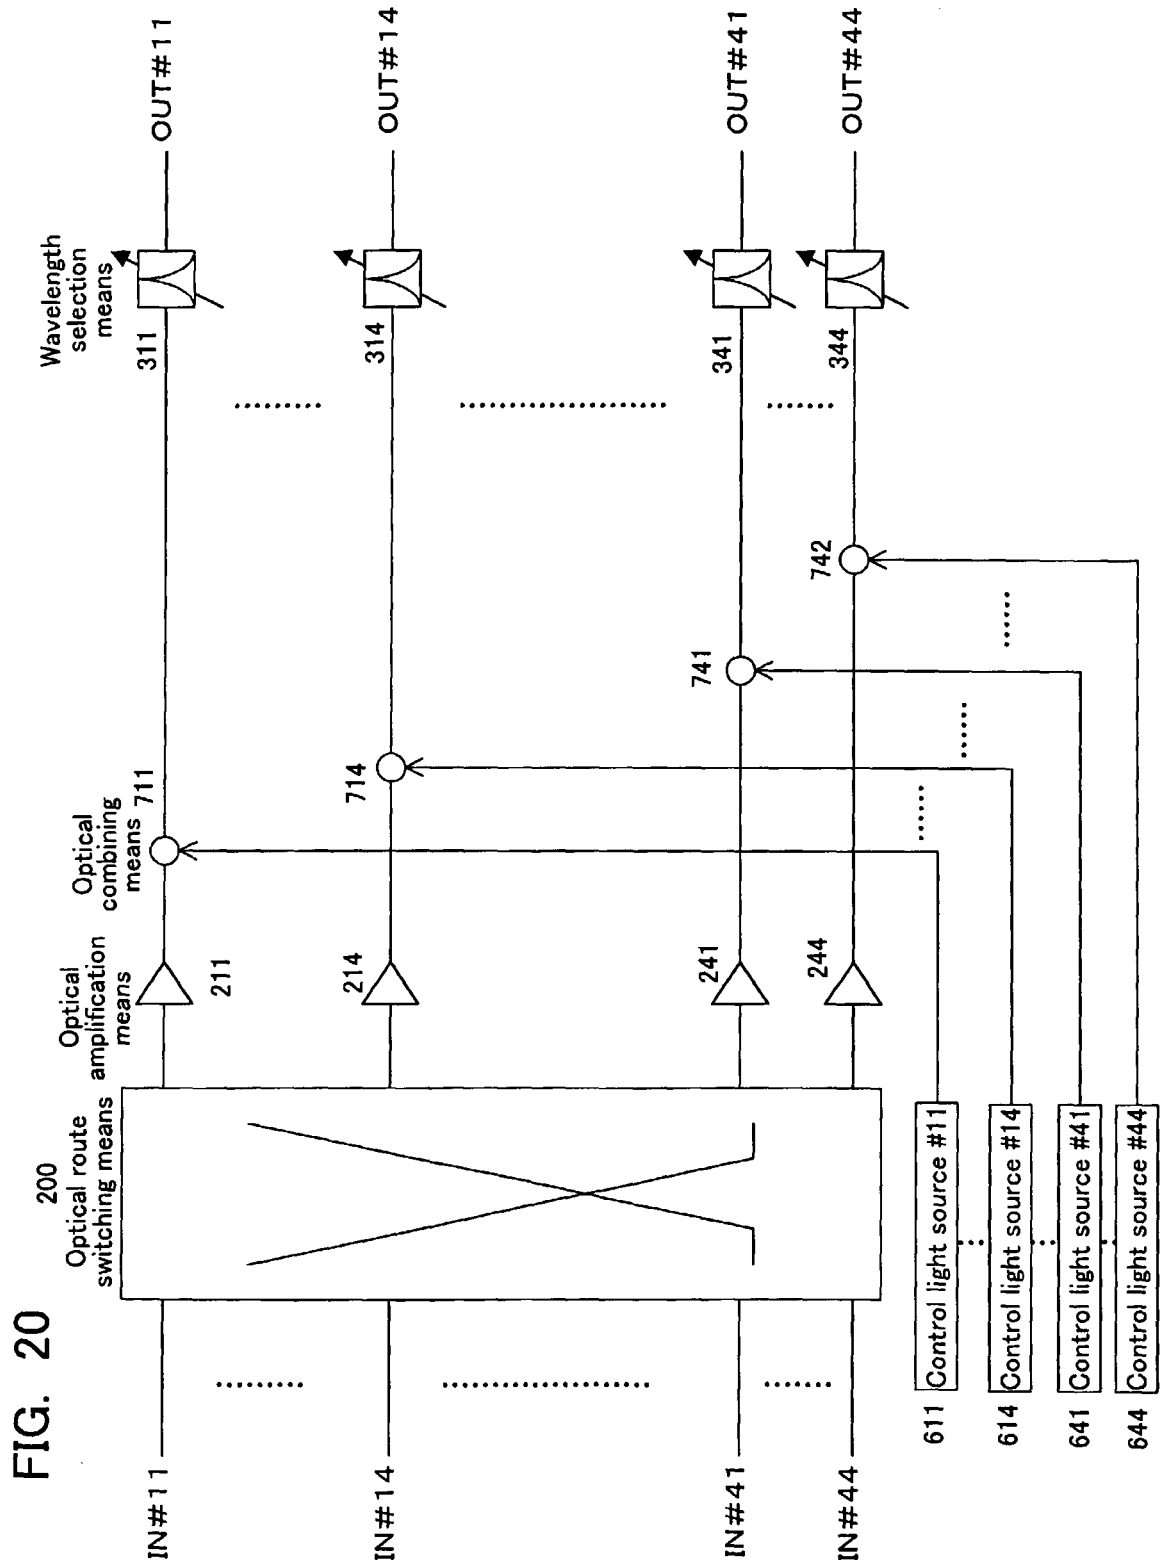 FIG. 20
200
Optical route
switching means
Optical
amplification
means
Optical
combining
means
Wavelength
selection
means
IN#11
211
711
311
OUT#11
IN#14
214
714
314
OUT#14
IN#41
241
741
341
OUT#41
IN#44
244
742
344
OUT#44
611
Control light source #11
614
Control light source #14
641
Control light source #41
644
Control light source #44